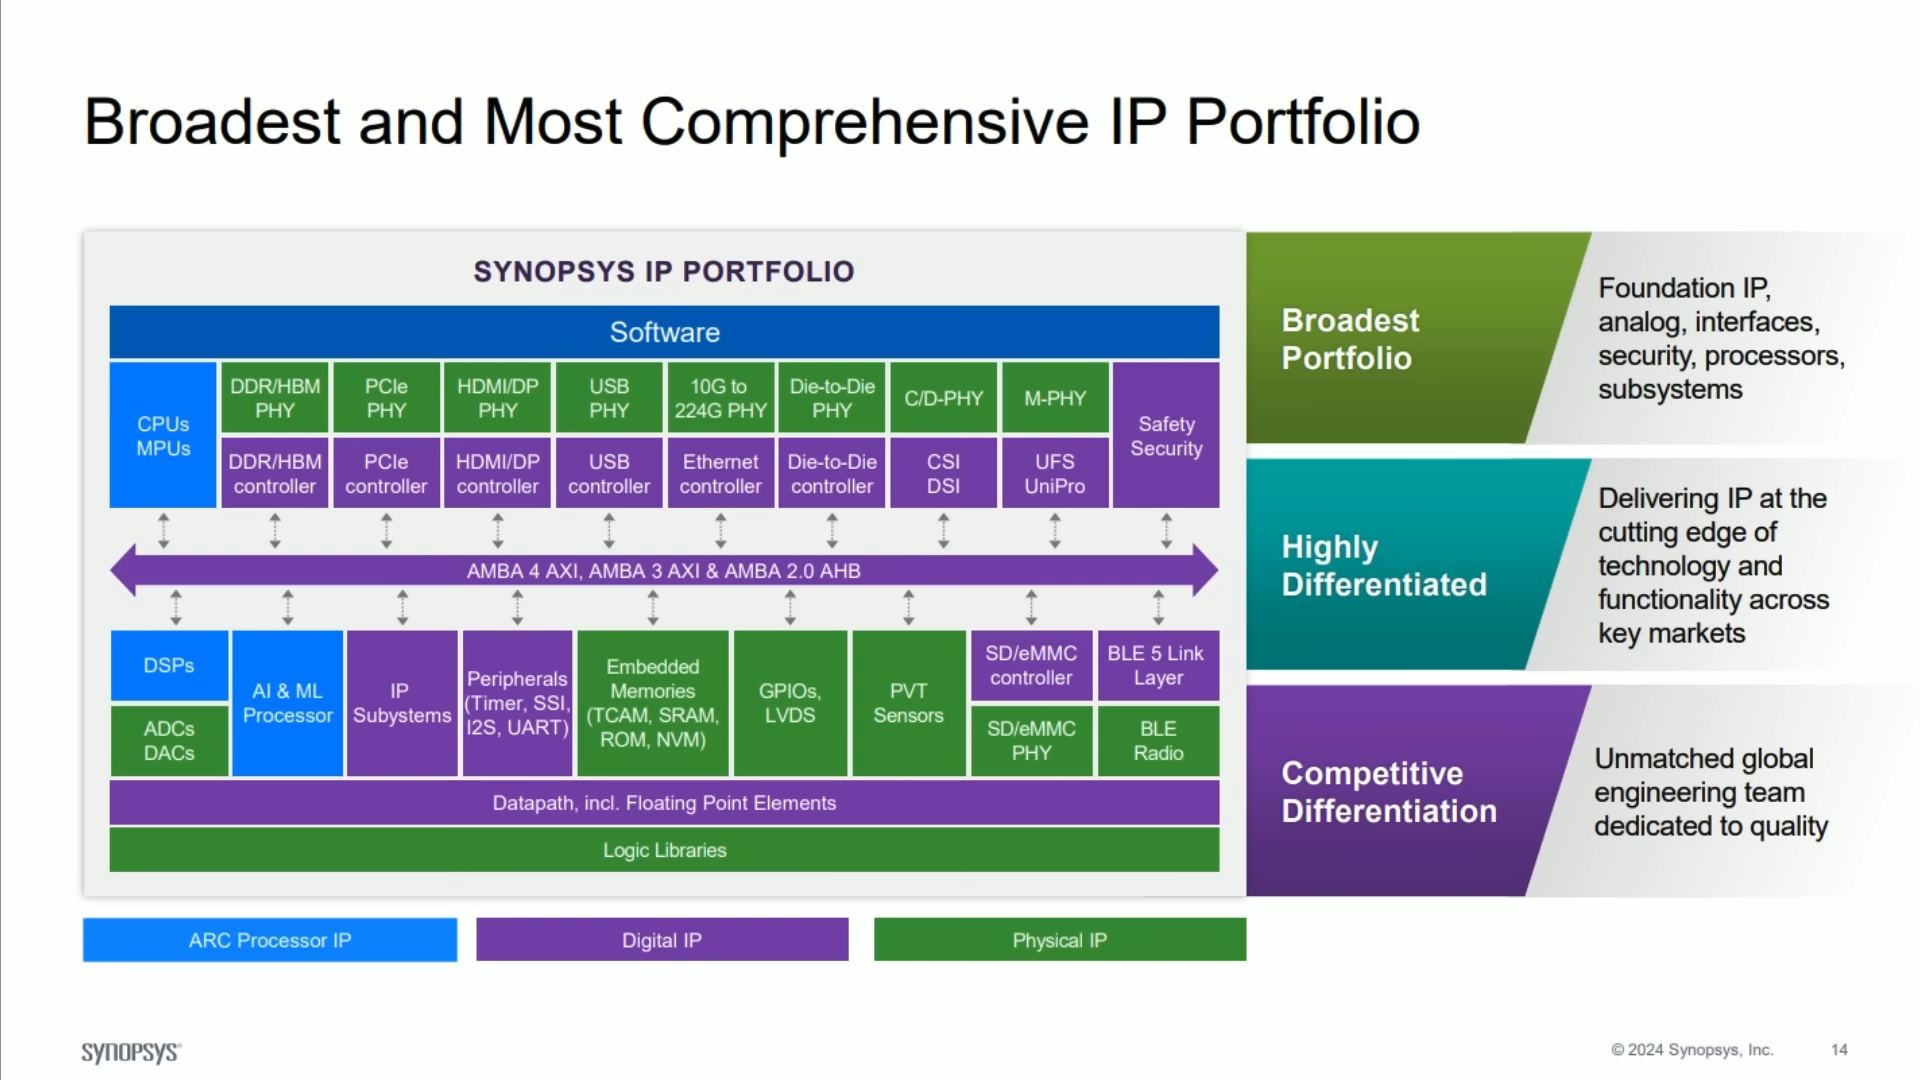 Broadest and Most Comprehensive IP Portfolio
SYNOPSYS IP PORTFOLIO
Software
CPUs
MPUs
DDR/HBM
PHY
PCIe
PHY
HDMI/DP
PHY
USB
PHY
10G to
224G PHY
Die-to-Die
PHY
C/D-PHY
M-PHY
Safety
Security
DDR/HBM
controller
PCIe
controller
HDMI/DP
controller
USB
controller
Ethernet
controller
Die-to-Die
controller
CSI
DSI
UFS
UniPro
AMBA 4 AXI, AMBA 3 AXI & AMBA 2.0 AHB
DSPs
ADCs
DACs
AI & ML
Processor
IP
Subystems
Peripherals
(Timer, SSI,
I2S, UART)
Embedded
Memories
(TCAM, SRAM,
ROM, NVM)
GPIOs,
LVDS
PVT
Sensors
SD/eMMC
controller
SD/eMMC
PHY
BLE 5 Link
Layer
BLE
Radio
Datapath, incl. Floating Point Elements
Logic Libraries
ARC Processor IP
Digital IP
Physical IP
Broadest
Portfolio
Foundation IP,
analog, interfaces,
security, processors,
subsystems
Highly
Differentiated
Delivering IP at the
cutting edge of
technology and
functionality across
key markets
Competitive
Differentiation
Unmatched global
engineering team
dedicated to quality
SYNOPSYS
© 2024 Synopsys, Inc.
14